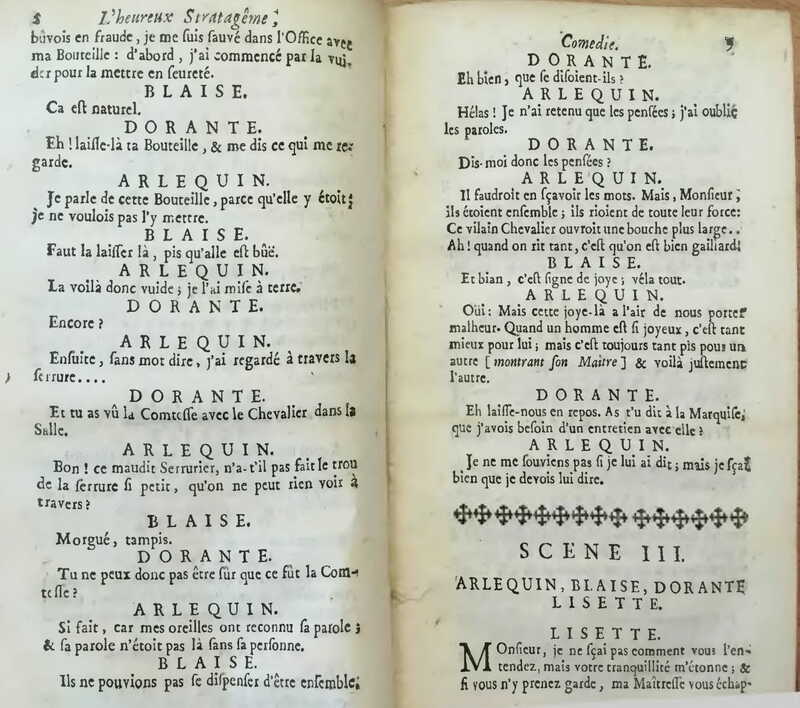 8 L'heureux Stratagême;
bûvois en fraude, je me ſuis ſauvé dans l'Office avec
ma Bouteille : d'abord, j'ai commencé par la vui-
der pour la mettre en ſeureté.
BLAISE.
Ca eſt naturel.
DORANTE.
Eh ! laiſſe-là ta Bouteille, & me dis ce qui me re-
garde.
ARLEQUIN.
Je parle de cette Bouteille, parce qu'elle y étoit;
je ne voulois pas l'y mettre.
BLAISE.
Faut la laiſſer là, pis qu'alle eſt bûë.
ARLEQUIN.
La voilà donc vuide; je l'ai miſe à terre.
DORANTE.
Encore ?
ARLEQUIN.
Enſuite, ſans mot dire, j'ai regardé à travers la
ſerrure....
DORANTE.
Et tu as vû la Comteſſe avec le Chevalier dans la
Salle.
ARLEQUIN.
Bon ! ce maudit Serrurier, n'a-t'il pas fait le trou
de la ſerrure ſi petit, qu'on ne peut rien voir à
travers ?
BLAISE.
Morgué, tampis.
DORANTE.
Tu ne peux donc pas être ſûr que ce fût la Com-
teſſe ?
ARLEQUIN.
Si fait, car mes oreilles ont reconnu ſa parole;
& ſa parole n'étoit pas là ſans ſa perſonne.
BLAISE.
Ils ne pouvions pas ſe diſpenſer d'être enſemble;
Comedie. 9
DORANTE.
Eh bien, que ſe diſoient-ils ?
ARLEQUIN.
Hélas ! Je n'ai retenu que les penſées; j'ai oublié
les paroles.
DORANTE.
Dis-moi donc les penſées ?
ARLEQUIN.
Il faudroit en ſçavoir les mots. Mais, Monſieur,
ils étoient enſemble; ils rioient de toute leur force:
Ce vilain Chevalier ouvroit une bouche plus large..
Ah ! quand on rit tant, c'eſt qu'on eſt bien gaillard!
BLAISE.
Et bian, c'eſt ſigne de joye; véla tout.
ARLEQUIN.
Oüi : Mais cette joye-là a l'air de nous porter
malheur. Quand un homme eſt ſi joyeux, c'eſt tant
mieux pour lui; mais c'eſt toujours tant pis pour un
autre [ montrant ſon Maître ] & voilà juſtement
l'autre.
DORANTE.
Eh laiſſe-nous en repos. As t'u dit à la Marquiſe,
que j'avois beſoin d'un entretien avec elle ?
ARLEQUIN.
Je ne me ſouviens pas ſi je lui ai dit; mais je ſçai
bien que je devois lui dire.
SCENE III.
ARLEQUIN, BLAISE, DORANTE
LISETTE.
LISETTE.
MOnſieur, je ne ſçai pas comment vous l'en-
tendez, mais votre tranquillité m'étonne; &
ſi vous n'y prenez garde, ma Maîtreſſe vous échap-